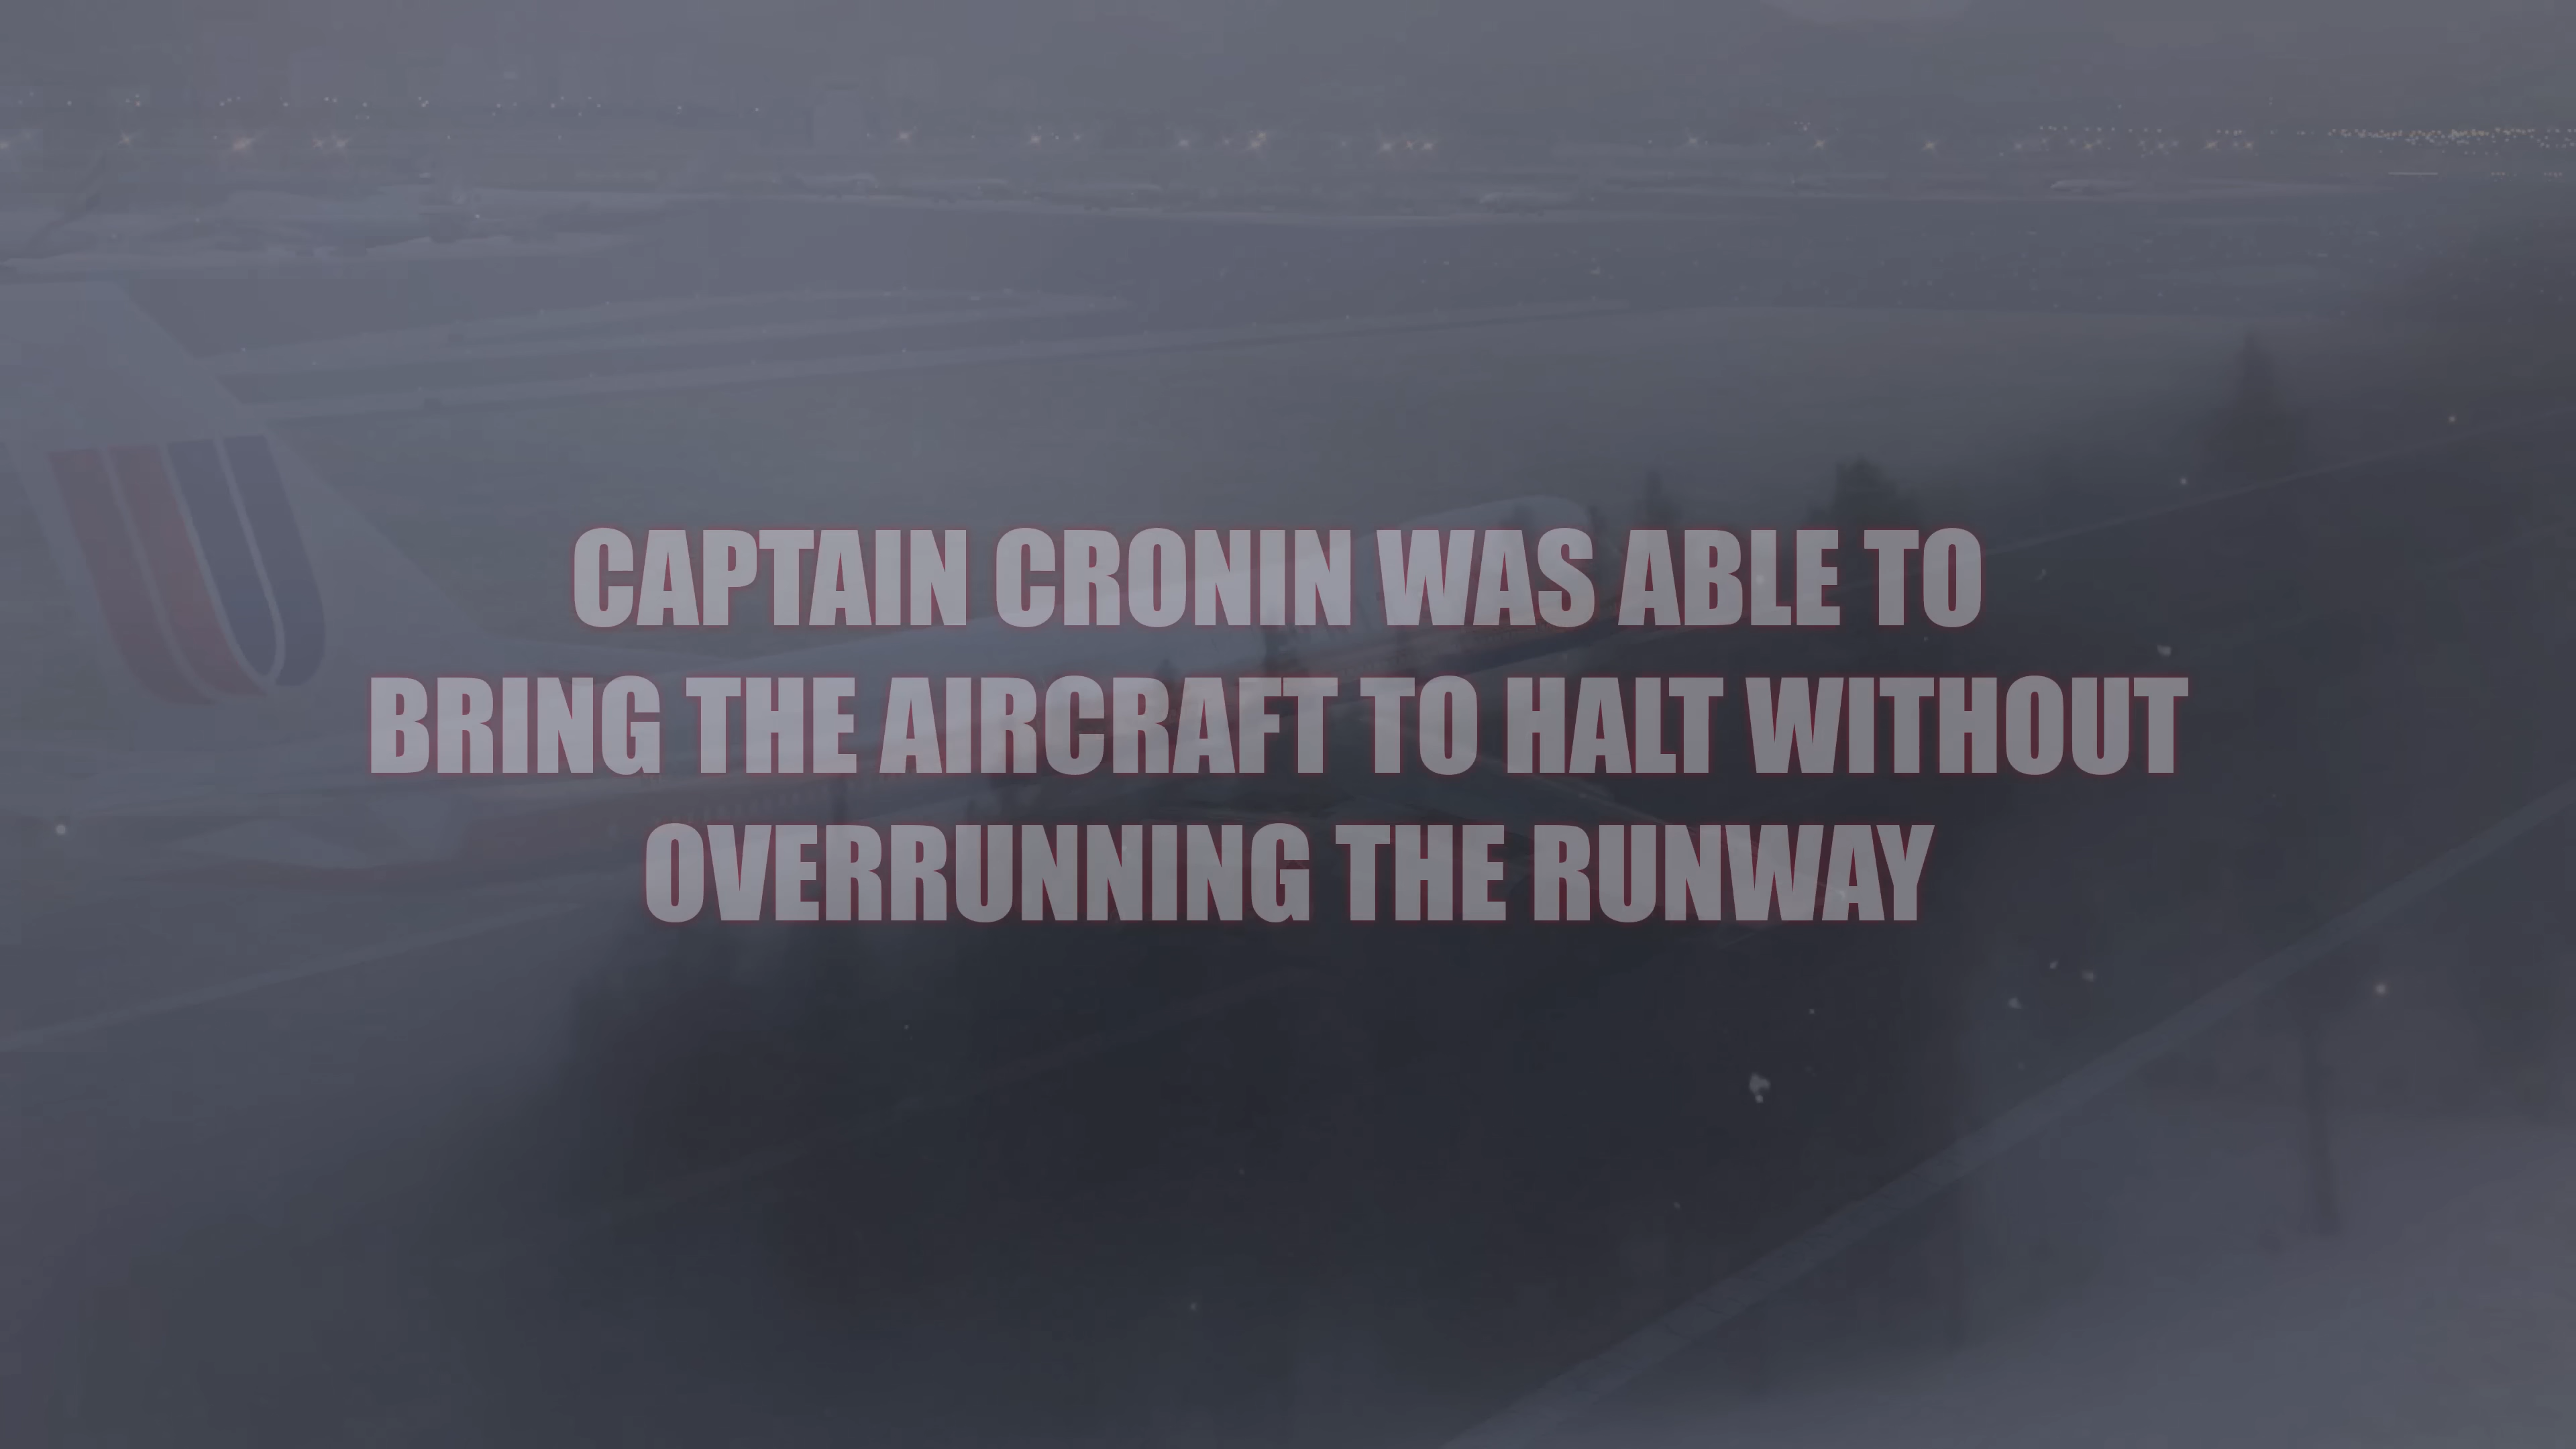 CAPTAIN CRONIN WAS ABLE TO
BRING THE AIRCRAFT TO HALT WITHOUT
OVERRUNNING THE RUNWAY